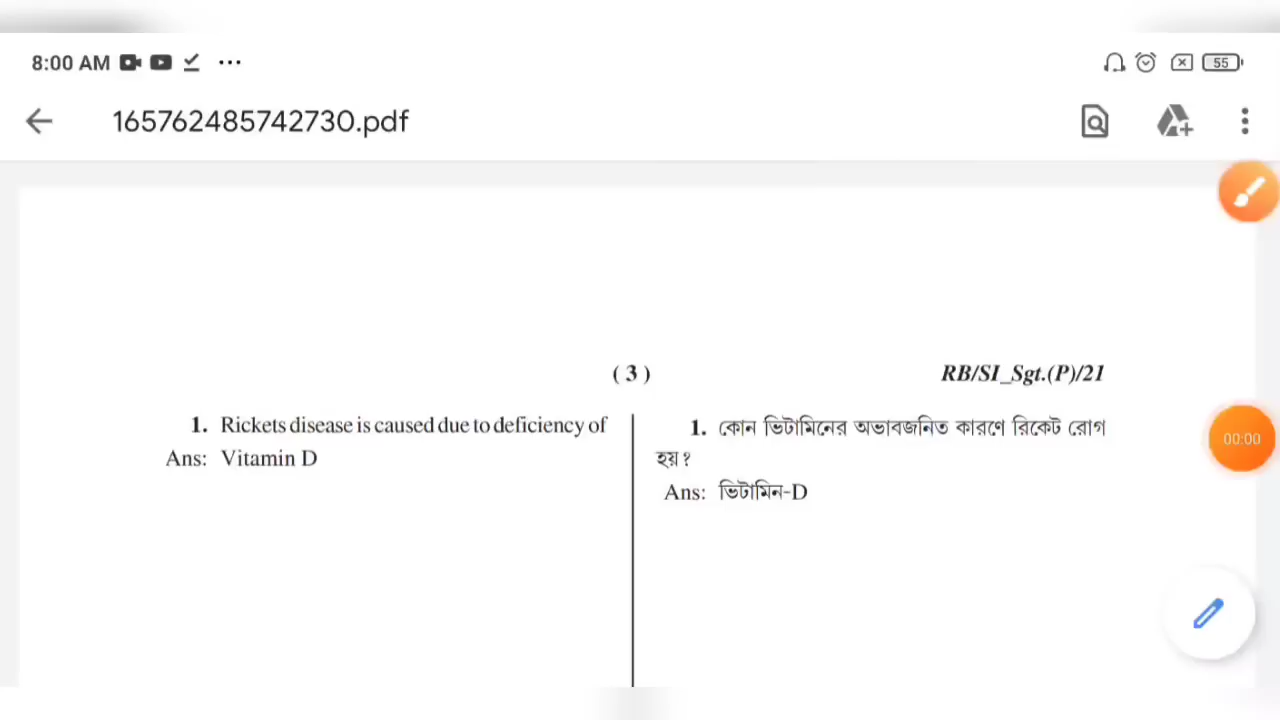 8:00 AM
55
165762485742730.pdf
( 3 )
RB/SI_Sgt.(P)/21
1. Rickets disease is caused due to deficiency of
Ans: Vitamin D
1. কোন ভিটামিনের অভাবজনিত কারণে রিকেট রোগ
হয় ?
Ans: ভিটামিন-D
00:00